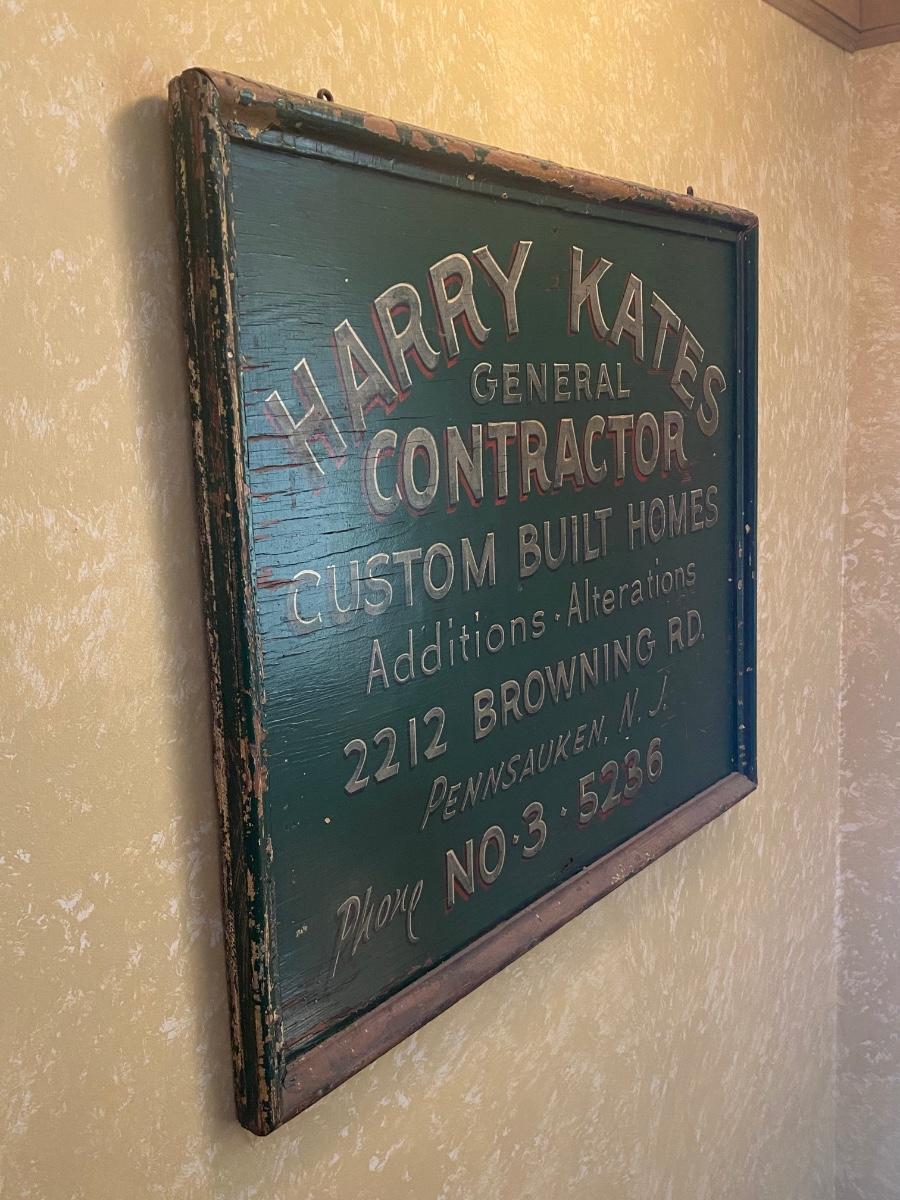 HARRY KATES
GENERAL
CONTRACTOR
CUSTOM BUILT HOMES
Additions · Alterations
2212 BROWNING RD.
PENNSAUKEN, N. J.
Phone NO · 3 · 5236